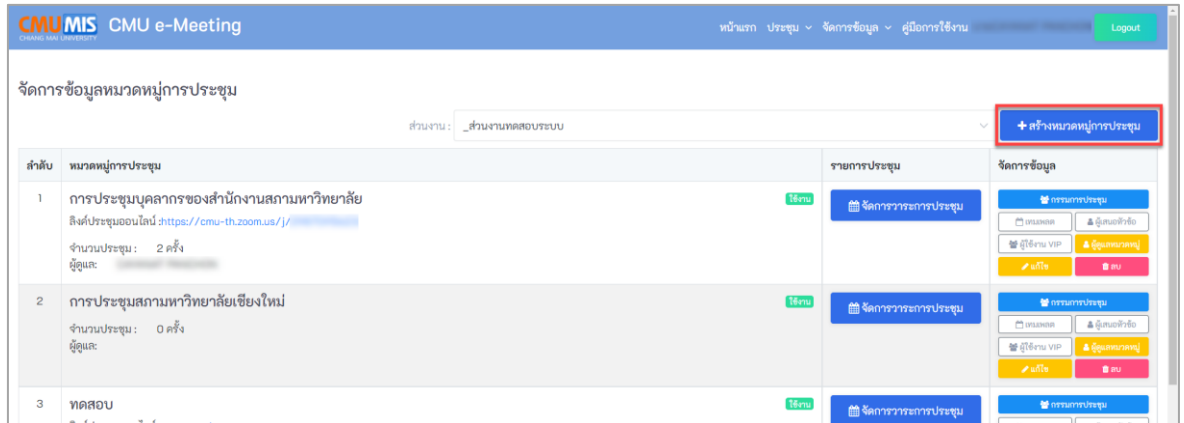 CMU MIS CMU e-Meeting หน้าแรก ประชุม จัดการข้อมูล คู่มือการใช้งาน Logout
CHIANG MAI UNIVERSITY
จัดการข้อมูลหมวดหมู่การประชุม
ส่วนงาน : _ส่วนงานทดสอบระบบ + สร้างหมวดหมู่การประชุม
ลำดับ หมวดหมู่การประชุม รายการประชุม จัดการข้อมูล
1 การประชุมบุคลากรของสำนักงานสภามหาวิทยาลัย ใช้งาน จัดการวาระการประชุม กรรมการประชุม
ลิงค์ประชุมออนไลน์ :https://cmu-th.zoom.us/j/ เทมเพลต ผู้เสนอหัวข้อ
จำนวนประชุม : 2 ครั้ง ผู้ใช้งาน VIP ผู้ดูแลหมวดหมู่
ผู้ดูแล: แก้ไข ลบ
2 การประชุมสภามหาวิทยาลัยเชียงใหม่ ใช้งาน จัดการวาระการประชุม กรรมการประชุม
จำนวนประชุม : 0 ครั้ง เทมเพลต ผู้เสนอหัวข้อ
ผู้ดูแล: ผู้ใช้งาน VIP ผู้ดูแลหมวดหมู่
แก้ไข ลบ
3 ทดสอบ ใช้งาน จัดการวาระการประชุม กรรมการประชุม